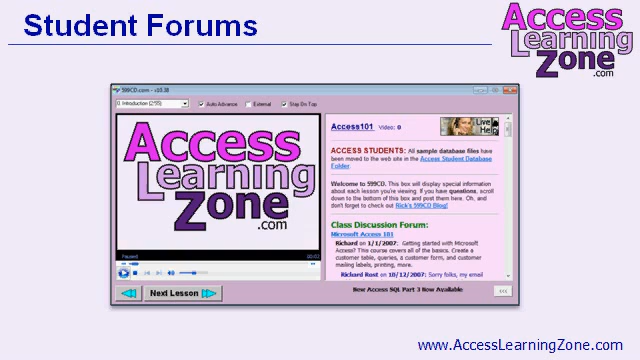 Student Forums
Access
Learning
Zone
.com
599CD.com - v10.38
0. Introduction (2:55)
Auto Advance
External
Stay On Top
Access
Learning
Zone
.com
Paused
00:02
Next Lesson
Access101 Video: 0
Live
Help
ACCESS STUDENTS: All sample database files have
been moved to the web site in the Access Student Database
Folder.
Welcome to 599CD. This box will display special information
about each lesson you're viewing. If you have questions, scroll
down to the bottom of this box and post them here. Oh, and
don't forget to check out Rick's 599CD Blog!
Class Discussion Forum:
Microsoft Access 101
Richard on 1/1/2007: Getting started with Microsoft
Access? This course covers all of the basics. Create a
customer table, queries, a customer form, and customer
mailing labels, printing, more.
Richard Rost on 10/12/2007: Sorry folks, my email
New Access SQL Part 3 Now Available
<<<
www.AccessLearningZone.com